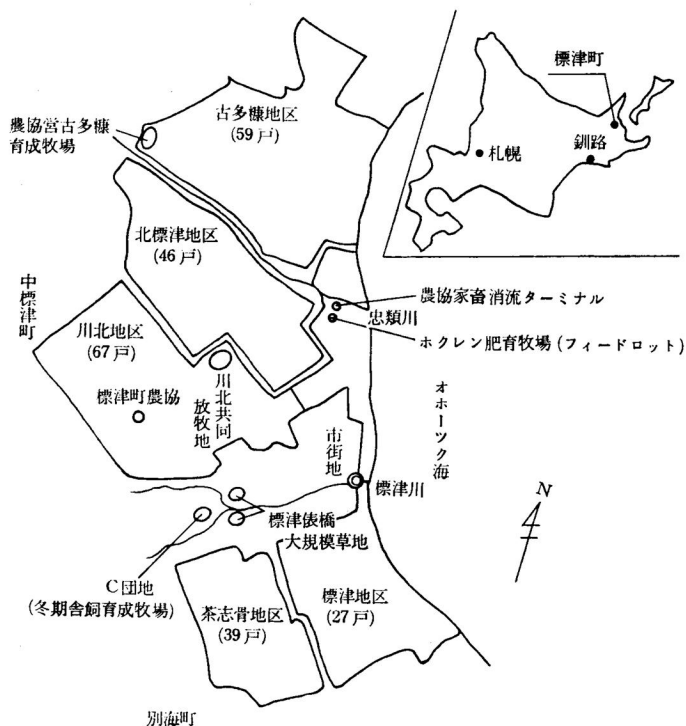 標津町
札幌
釧路
農協営古多糠
育成牧場
古多糠地区
(59戸)
北標津地区
(46戸)
中標津町
農協家畜消流ターミナル
忠類川
ホクレン肥育牧場(フィードロット)
川北地区
(67戸)
標津町農協
川北共同
放牧地
オホーツク海
市街地
標津川
N
標津俵橋
大規模草地
C団地
(冬期舎飼育成牧場)
茶志骨地区
(39戸)
標津地区
(27戸)
別海町